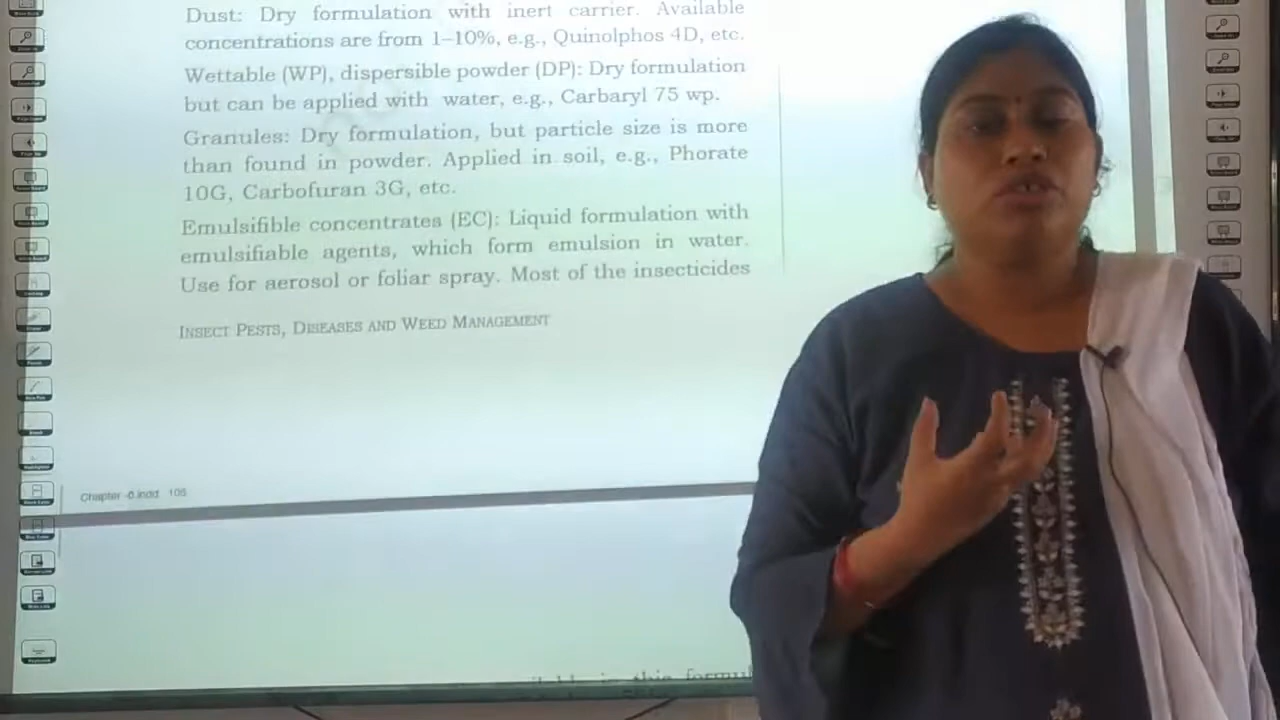 Dust: Dry formulation with inert carrier. Available
concentrations are from 1–10%, e.g., Quinolphos 4D, etc.
Wettable (WP), dispersible powder (DP): Dry formulation
but can be applied with water, e.g., Carbaryl 75 wp.
Granules: Dry formulation, but particle size is more
than found in powder. Applied in soil, e.g., Phorate
10G, Carbofuran 3G, etc.
Emulsifible concentrates (EC): Liquid formulation with
emulsifiable agents, which form emulsion in water.
Use for aerosol or foliar spray. Most of the insecticides
INSECT PESTS, DISEASES AND WEED MANAGEMENT
Chapter -6.indd 105
in this